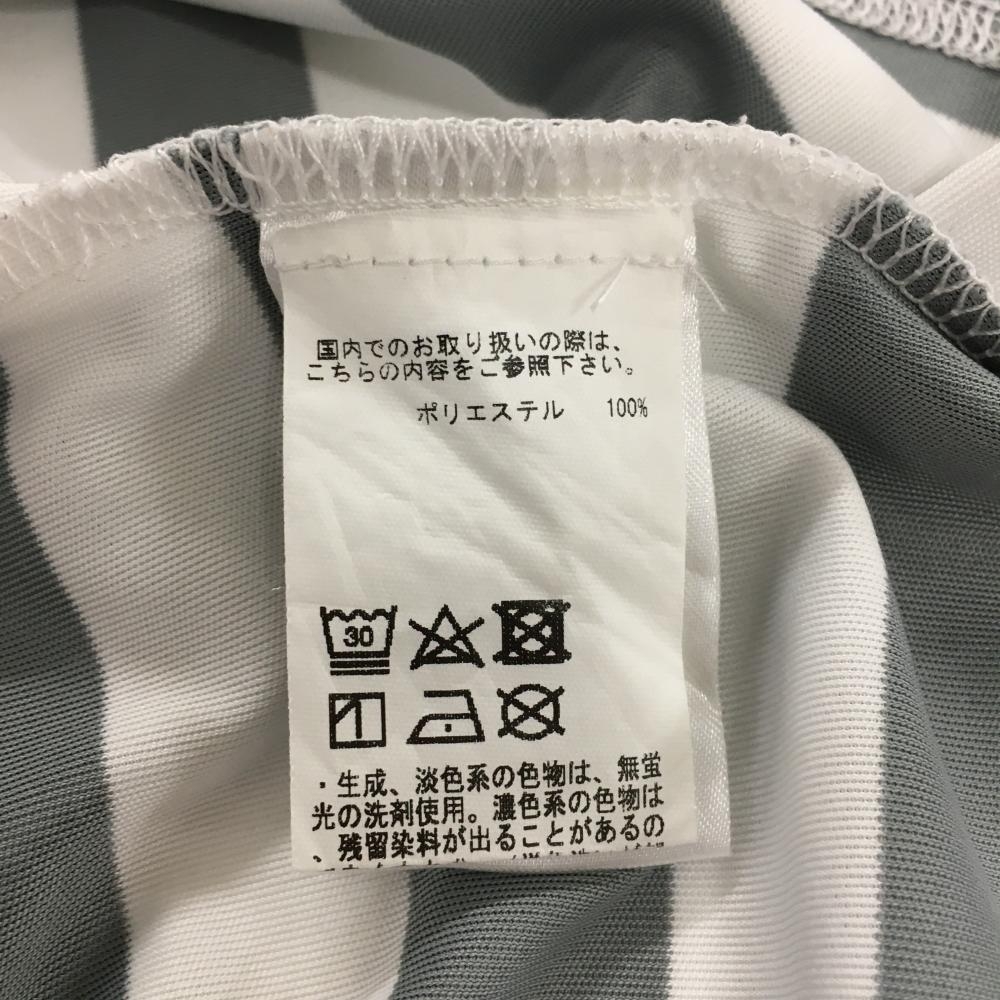 国内でのお取り扱いの際は、
こちらの内容をご参照下さい。
ポリエステル 100%
30
・生成、淡色系の色物は、無蛍
光の洗剤使用。濃色系の色物は
、残留染料が出ることがあるの